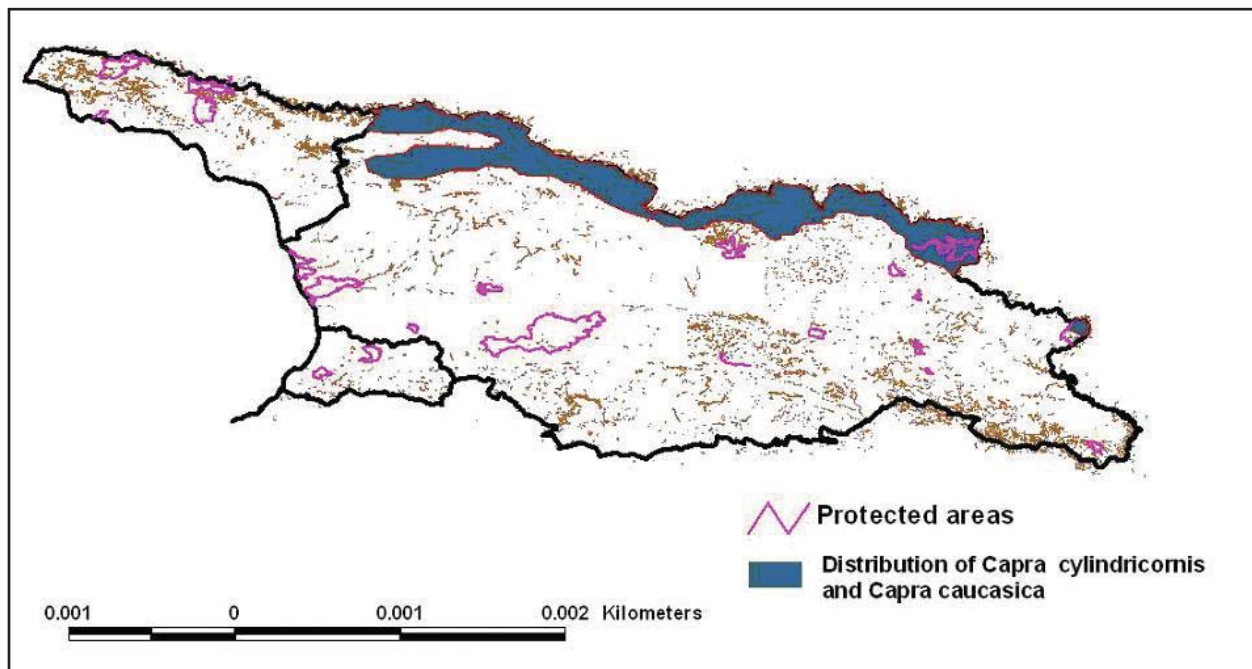 Protected areas
Distribution of Capra cylindricornis
and Capra caucasica
0.001 0 0.001 0.002 Kilometers